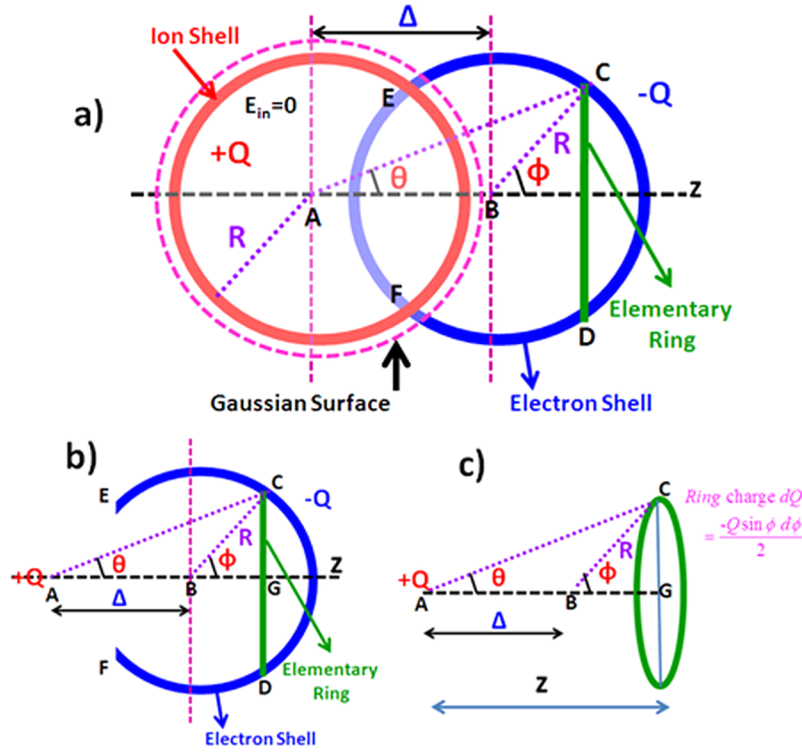 Δ
Ion Shell
C
-Q
a)
E
E_in=0
+Q
R
θ
Φ
z
A
B
R
F
Elementary
Ring
D
Gaussian Surface
Electron Shell
b)
c)
E
C
-Q
C
Ring charge dQ
= -Q sin ϕ dϕ / 2
R
R
θ
Φ
Z
+Q
θ
Φ
+Q
A
B
G
A
B
G
Δ
Δ
F
Elementary
Ring
D
z
Electron Shell